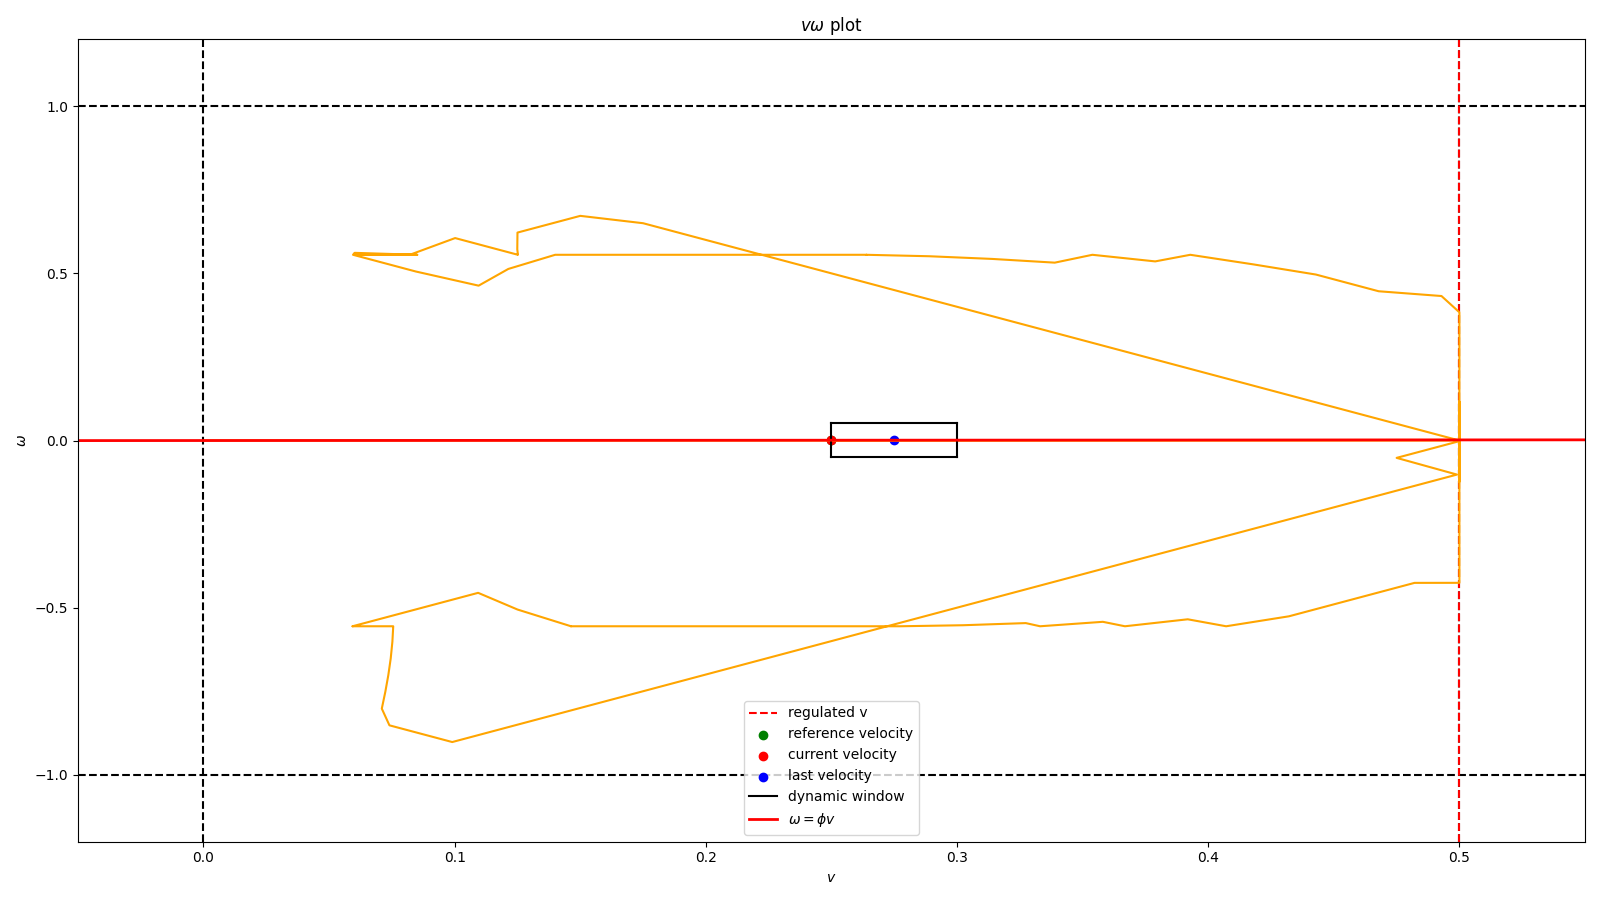 vω plot
ω
1.0
0.5
0.0
−0.5
−1.0
regulated v
reference velocity
current velocity
last velocity
dynamic window
ω = ϕv
0.0 0.1 0.2 0.3 0.4 0.5
v